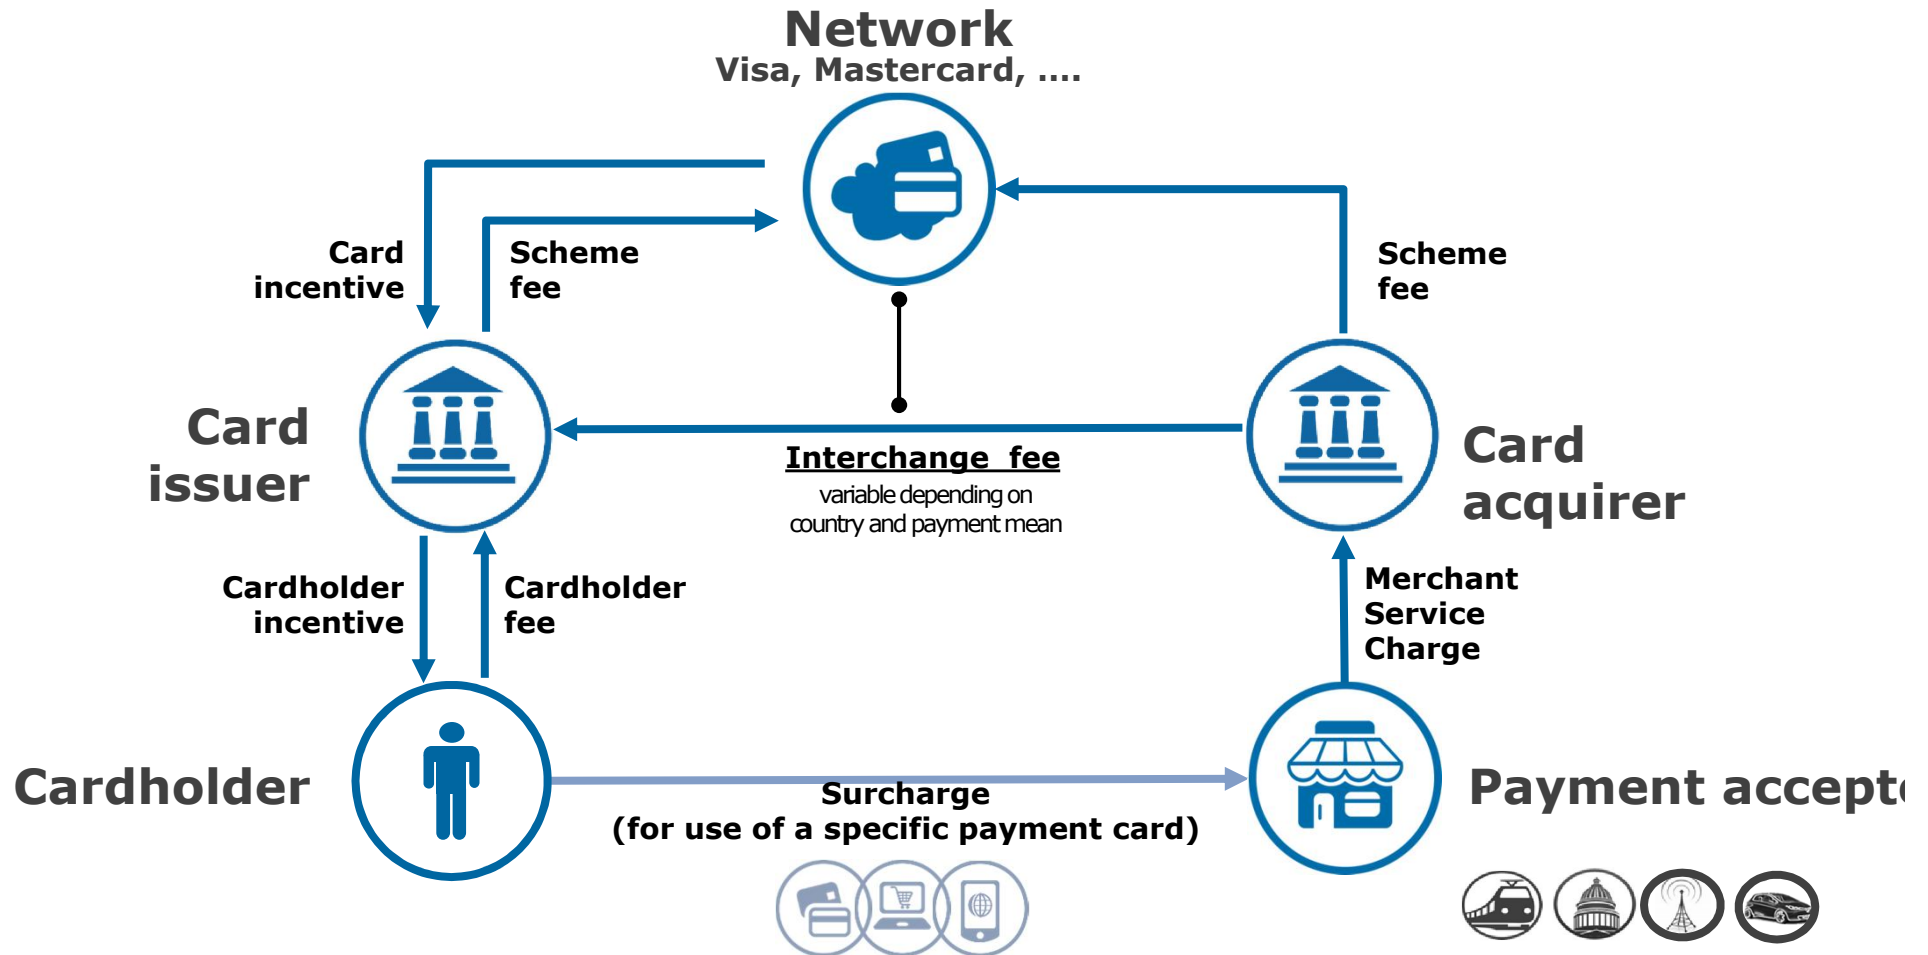 Network
Visa, Mastercard, ....
Card
incentive
Scheme
fee
Scheme
fee
Card
issuer
Interchange fee
variable depending on
country and payment mean
Card
acquirer
Cardholder
incentive
Cardholder
fee
Merchant
Service
Charge
Cardholder
Surcharge
(for use of a specific payment card)
Payment